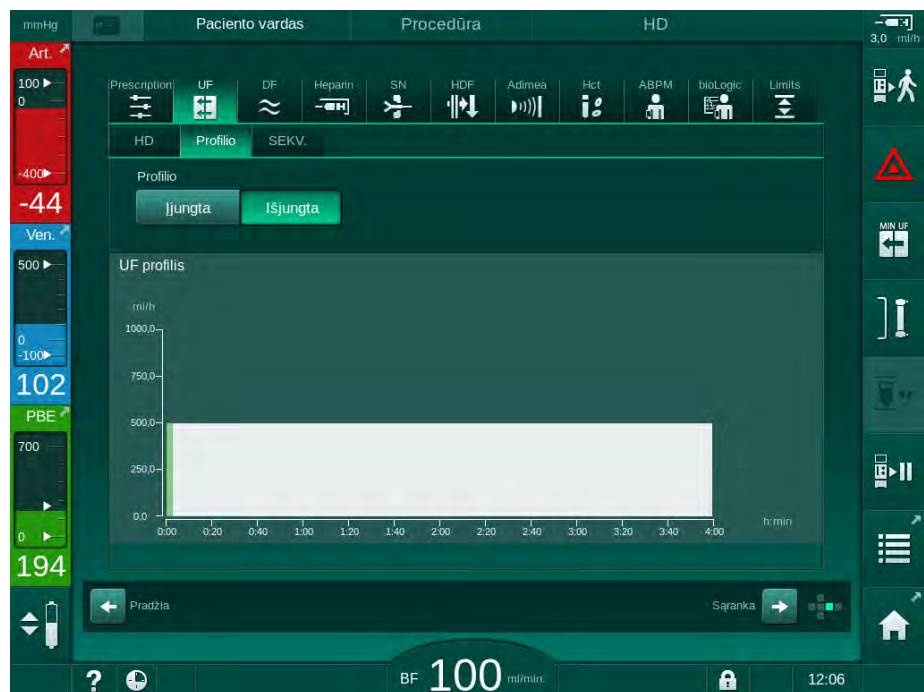 mmHg
Paciento vardas
Procedūra
HD
3,0 ml/h
Art.
100
0
-400
-44
Ven.
500
0
-100
102
PBE
700
0
194
Prescription
UF
DF
Heparin
SN
HDF
Adimea
Hct
ABPM
bioLogic
Limits
HD
Profilio
SEKV.
Profilio
Įjungta
Išjungta
UF profilis
ml/h
1000,0
750,0
500,0
250,0
0.0
0:00 0:20 0:40 1:00 1:20 1:40 2:00 2:20 2:40 3:00 3:20 3:40 4:00
h:min
MIN UF
Pradžia
Sąranka
?
BF 100 ml/min.
12:06